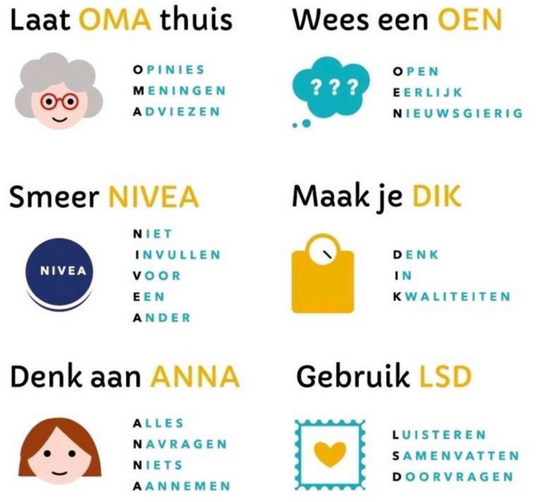 Laat OMA thuis
OPINIES
MENINGEN
ADVIEZEN
Wees een OEN
? ? ?
OPEN
EERLIJK
NIEUWSGIERIG
Smeer NIVEA
NIVEA
NIET
INVULLEN
VOOR
EEN
ANDER
Maak je DIK
DENK
IN
KWALITEITEN
Denk aan ANNA
ALLES
NAVRAGEN
NIETS
AANNEMEN
Gebruik LSD
LUISTEREN
SAMENVATTEN
DOORVRAGEN